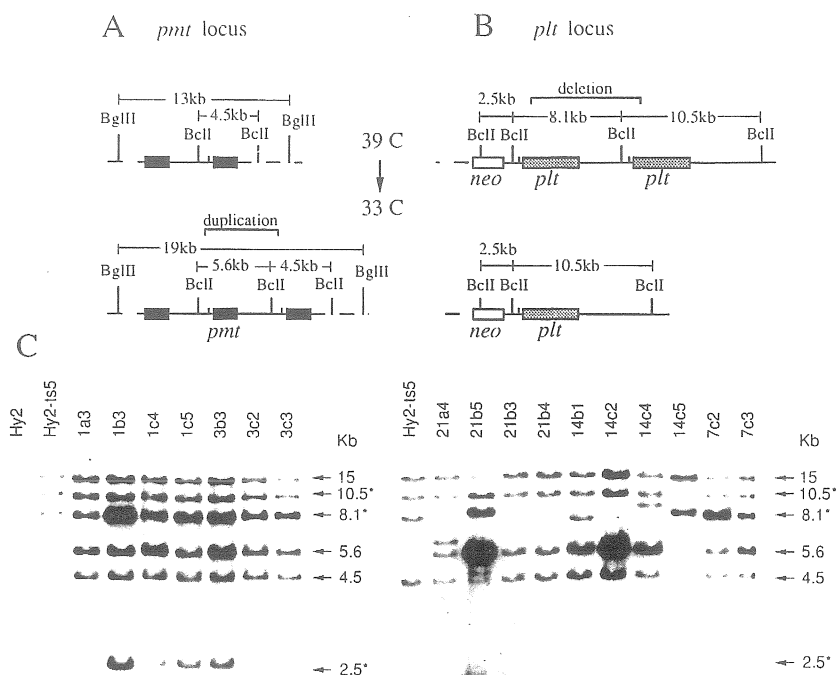 A pmt locus
13kb
4.5kb
BglII BclI BclI BglII
39 C
33 C
duplication
19kb
5.6kb 4.5kb
BglII BclI BclI BclI BglII
pmt
B plt locus
deletion
2.5kb 8.1kb 10.5kb
BclI BclI BclI BclI
neo plt plt
2.5kb 10.5kb
BclI BclI BclI
neo plt
C
Hy2 Hy2-ts5 1a3 1b3 1c4 1c5 3b3 3c2 3c3 Kb
15
10.5*
8.1*
5.6
4.5
2.5*
Hy2-ts5 21a4 21b5 21b3 21b4 14b1 14c2 14c4 14c5 7c2 7c3 Kb
15
10.5*
8.1*
5.6
4.5
2.5*